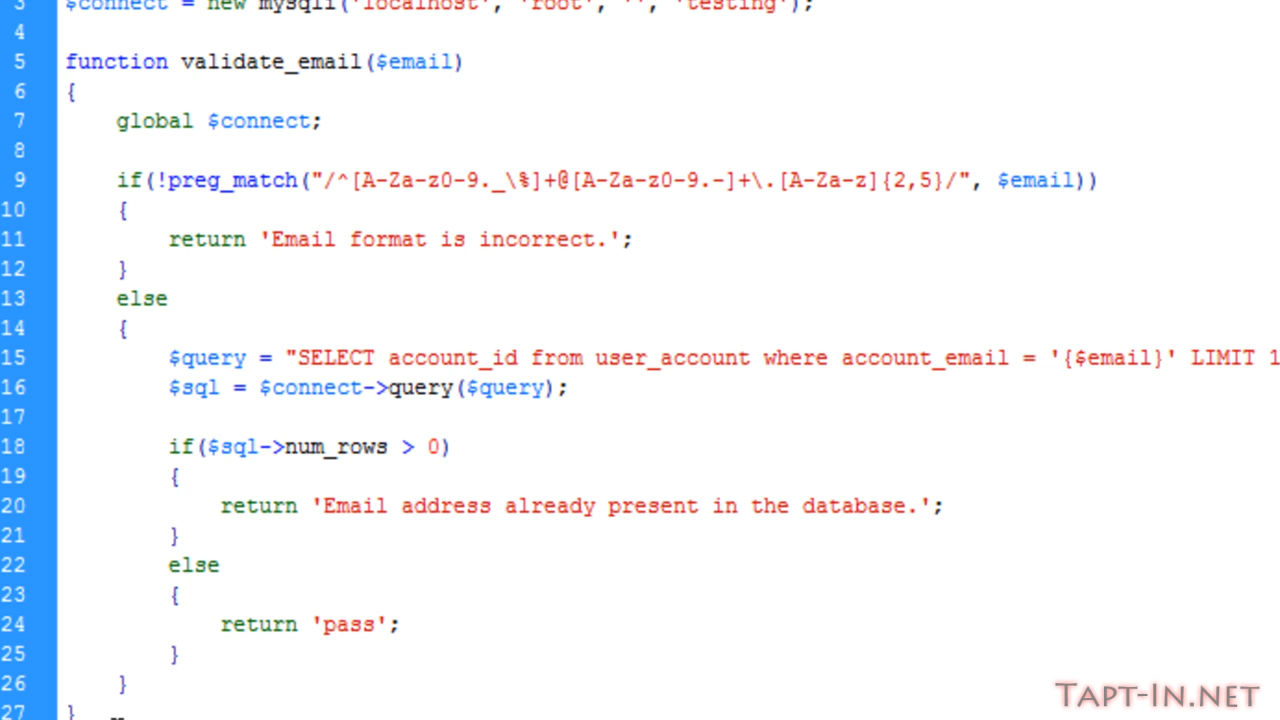 3 $connect = new mysqli('localhost', 'root', '', 'testing');
4
5 function validate_email($email)
6 {
7 global $connect;
8
9 if(!preg_match("/^[A-Za-z0-9._\%]+@[A-Za-z0-9.-]+\.[A-Za-z]{2,5}/", $email))
10 {
11 return 'Email format is incorrect.';
12 }
13 else
14 {
15 $query = "SELECT account_id from user_account where account_email = '{$email}' LIMIT 1
16 $sql = $connect->query($query);
17
18 if($sql->num_rows > 0)
19 {
20 return 'Email address already present in the database.';
21 }
22 else
23 {
24 return 'pass';
25 }
26 }
27 }
TAPT-IN.NET